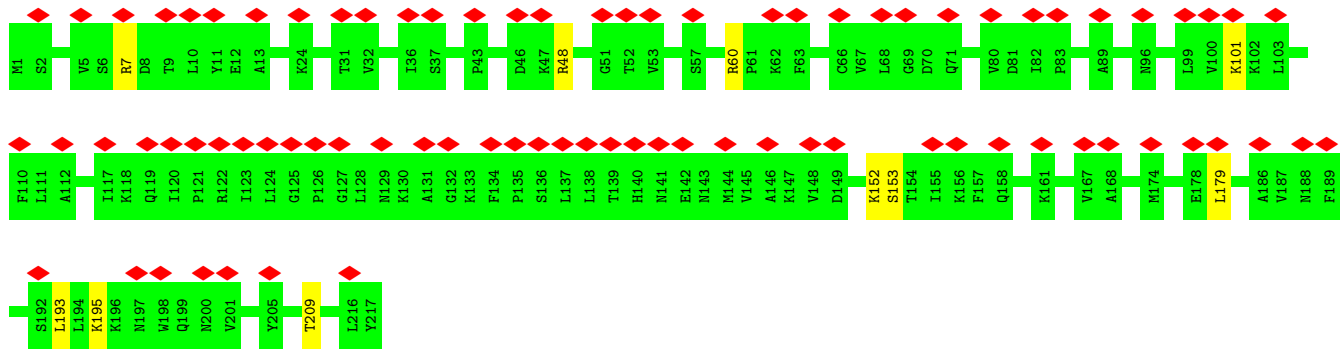 M1 S2 V5 S6 R7 D8 T9 L10 Y11 E12 A13 K24 T31 V32 I36 S37 P43 D46 K47 R48 G51 T52 V53 S57 R60 P61 K62 F63 C66 V67 L68 G69 D70 Q71 V80 D81 I82 P83 A89 N96 L99 V100 K101 K102 L103
F110 L111 A112 I117 K118 Q119 I120 P121 R122 I123 L124 G125 P126 G127 L128 N129 K130 A131 G132 K133 F134 P135 S136 L137 L138 T139 H140 N141 E142 N143 M144 V145 A146 K147 V148 D149 K152 S153 T154 I155 K156 F157 Q158 K161 V167 A168 M174 E178 L179 A186 V187 N188 F189
S192 L193 L194 K195 K196 N197 W198 Q199 N200 V201 Y205 T209 L216 Y217